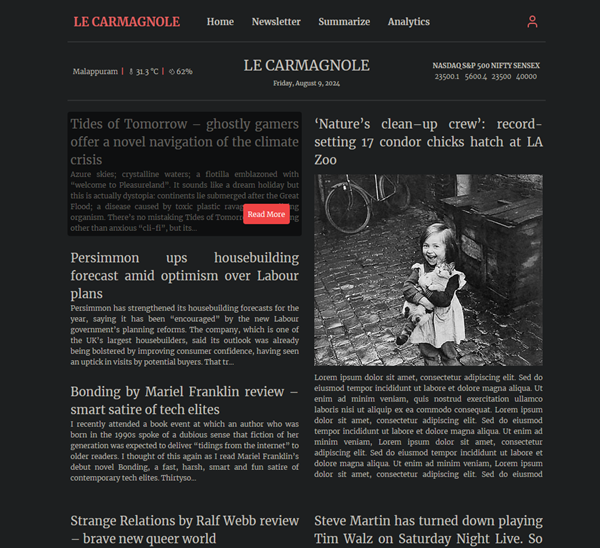 LE CARMAGNOLE
Home Newsletter Summarize Analytics
Malappuram | 31.3 °C | 62%
LE CARMAGNOLE
Friday, August 9, 2024
NASDAQ S&P 500 NIFTY SENSEX
23500.1 5600.4 23500 40000
Tides of Tomorrow – ghostly gamers
offer a novel navigation of the climate
crisis
Azure skies; crystalline waters; a flotilla emblazoned with
“welcome to Pleasureland”. It sounds like a dream holiday but
this is actually dystopia: continents lie submerged after the Great
Flood; a disease caused by toxic plastic
organism. There’s no mistaking Tides of
other than anxious “cli-fi”, but its...
Read More
Persimmon ups housebuilding
forecast amid optimism over Labour
plans
Persimmon has strengthened its housebuilding forecasts for the
year, saying it has been “encouraged” by the new Labour
government’s planning reforms. The company, which is one of
the UK’s largest housebuilders, said its outlook was already
being bolstered by improving consumer confidence, having seen
an uptick in visits by potential buyers. That tr...
Bonding by Mariel Franklin review –
smart satire of tech elites
I recently attended a book event at which an author who was
born in the 1990s spoke of a dubious sense that fiction of her
generation was expected to deliver “tidings from the internet” to
older readers. I thought of this again as I read Mariel Franklin’s
debut novel Bonding, a fast, harsh, smart and fun satire of
contemporary tech elites. Thirtyso...
Strange Relations by Ralf Webb review
– brave new queer world
‘Nature’s clean–up crew’: record-
setting 17 condor chicks hatch at LA
Zoo
Lorem ipsum dolor sit amet, consectetur adipiscing elit. Sed do
eiusmod tempor incididunt ut labore et dolore magna aliqua. Ut
enim ad minim veniam, quis nostrud exercitation ullamco
laboris nisi ut aliquip ex ea commodo consequat. Lorem ipsum
dolor sit amet, consectetur adipiscing elit. Sed do eiusmod
tempor incididunt ut labore et dolore magna aliqua. Ut enim ad
minim veniam, Lorem ipsum dolor sit amet, consectetur
adipiscing elit. Sed do eiusmod tempor incididunt ut labore et
dolore magna aliqua. Ut enim ad minim veniam, Lorem ipsum
dolor sit amet, consectetur adipiscing elit. Sed do eiusmod
Steve Martin has turned down playing
Tim Walz on Saturday Night Live. So